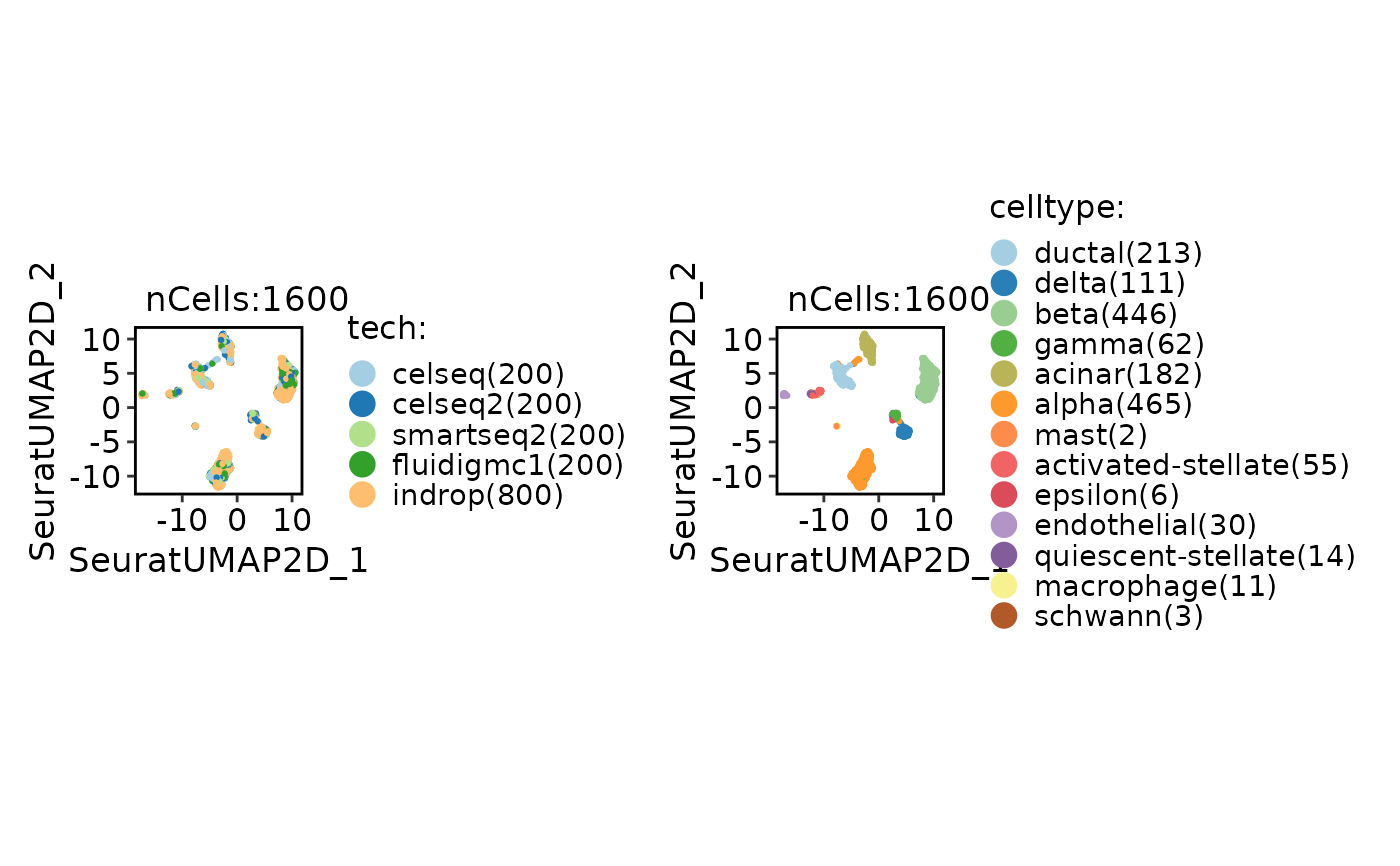 nCells:1600
SeuratUMAP2D_2
10
5
0
-5
-10
-10 0 10
SeuratUMAP2D_1
tech:
celseq(200)
celseq2(200)
smartseq2(200)
fluidigmc1(200)
indrop(800)
nCells:1600
SeuratUMAP2D_2
10
5
0
-5
-10
-10 0 10
SeuratUMAP2D_1
celltype:
ductal(213)
delta(111)
beta(446)
gamma(62)
acinar(182)
alpha(465)
mast(2)
activated-stellate(55)
epsilon(6)
endothelial(30)
quiescent-stellate(14)
macrophage(11)
schwann(3)